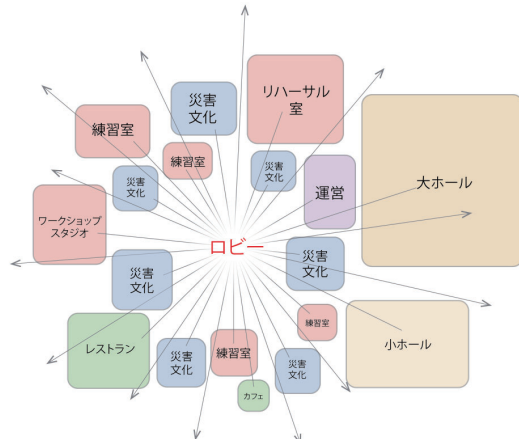 災害
文化
リハーサル
室
練習室
練習室
災害
文化
災害
文化
運営
大ホール
ワークショップ
スタジオ
ロビー
災害
文化
災害
文化
練習室
レストラン
災害
文化
練習室
災害
文化
小ホール
カフェ